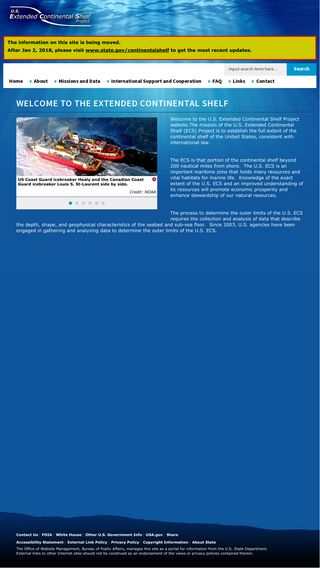 U.S.
Extended Continental Shelf
Project
The information on this site is being moved.
After Jan 2, 2018, please visit www.state.gov/continentalshelf to get the most recent updates.
Input search term here... Search
Home About Missions and Data International Support and Cooperation FAQ Links Contact
WELCOME TO THE EXTENDED CONTINENTAL SHELF
Welcome to the U.S. Extended Continental Shelf Project
website.The mission of the U.S. Extended Continental
Shelf (ECS) Project is to establish the full extent of the
continental shelf of the United States, consistent with
international law.
US Coast Guard icebreaker Healy and the Canadian Coast
Guard icebreaker Louis S. St-Laurent side by side.
Credit: NOAA
The ECS is that portion of the continental shelf beyond
200 nautical miles from shore. The U.S. ECS is an
important maritime zone that holds many resources and
vital habitats for marine life. Knowledge of the exact
extent of the U.S ECS and an improved understanding of
its resources will promote economic prosperity and
enhance stewardship of our natural resources.
The process to determine the outer limits of the U.S. ECS
requires the collection and analysis of data that describe
the depth, shape, and geophysical characteristics of the seabed and sub-sea floor. Since 2003, U.S. agencies have been
engaged in gathering and analyzing data to determine the outer limits of the U.S. ECS.
Contact Us FOIA White House Other U.S. Government Info USA.gov Share
Accessibility Statement External Link Policy Privacy Policy Copyright Information About State
The Office of Website Management, Bureau of Public Affairs, manages this site as a portal for information from the U.S. State Department.
External links to other Internet sites should not be construed as an endorsement of the views or privacy policies contained therein.